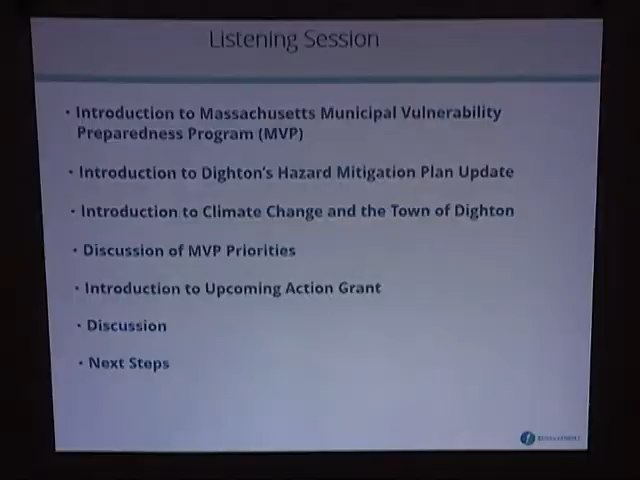 Listening Session
• Introduction to Massachusetts Municipal Vulnerability
Preparedness Program (MVP)
• Introduction to Dighton's Hazard Mitigation Plan Update
• Introduction to Climate Change and the Town of Dighton
• Discussion of MVP Priorities
• Introduction to Upcoming Action Grant
• Discussion
• Next Steps